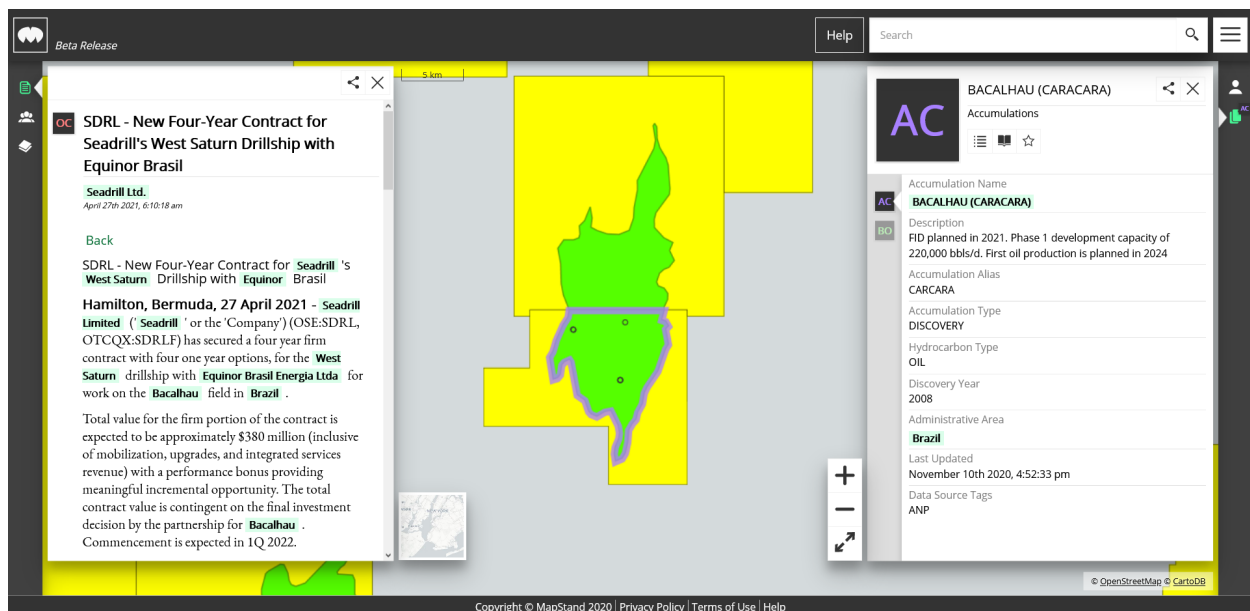 Beta Release
Help
Search
5 km
OC
SDRL - New Four-Year Contract for
Seadrill's West Saturn Drillship with
Equinor Brasil
Seadrill Ltd.
April 27th 2021, 6:10:18 am
Back
SDRL - New Four-Year Contract for Seadrill 's
West Saturn Drillship with Equinor Brasil
Hamilton, Bermuda, 27 April 2021 - Seadrill
Limited (' Seadrill ' or the 'Company') (OSE:SDRL,
OTCQX:SDRLF) has secured a four year firm
contract with four one year options, for the West
Saturn drillship with Equinor Brasil Energia Ltda for
work on the Bacalhau field in Brazil .
Total value for the firm portion of the contract is
expected to be approximately $380 million (inclusive
of mobilization, upgrades, and integrated services
revenue) with a performance bonus providing
meaningful incremental opportunity. The total
contract value is contingent on the final investment
decision by the partnership for Bacalhau .
Commencement is expected in 1Q 2022.
AC
BACALHAU (CARACARA)
Accumulations
AC
AC
BO
Accumulation Name
BACALHAU (CARACARA)
Description
FID planned in 2021. Phase 1 development capacity of
220,000 bbls/d. First oil production is planned in 2024
Accumulation Alias
CARCARA
Accumulation Type
DISCOVERY
Hydrocarbon Type
OIL
Discovery Year
2008
Administrative Area
Brazil
Last Updated
November 10th 2020, 4:52:33 pm
Data Source Tags
ANP
© OpenStreetMap © CartoDB
Copyright © MapStand 2020 | Privacy Policy | Terms of Use | Help